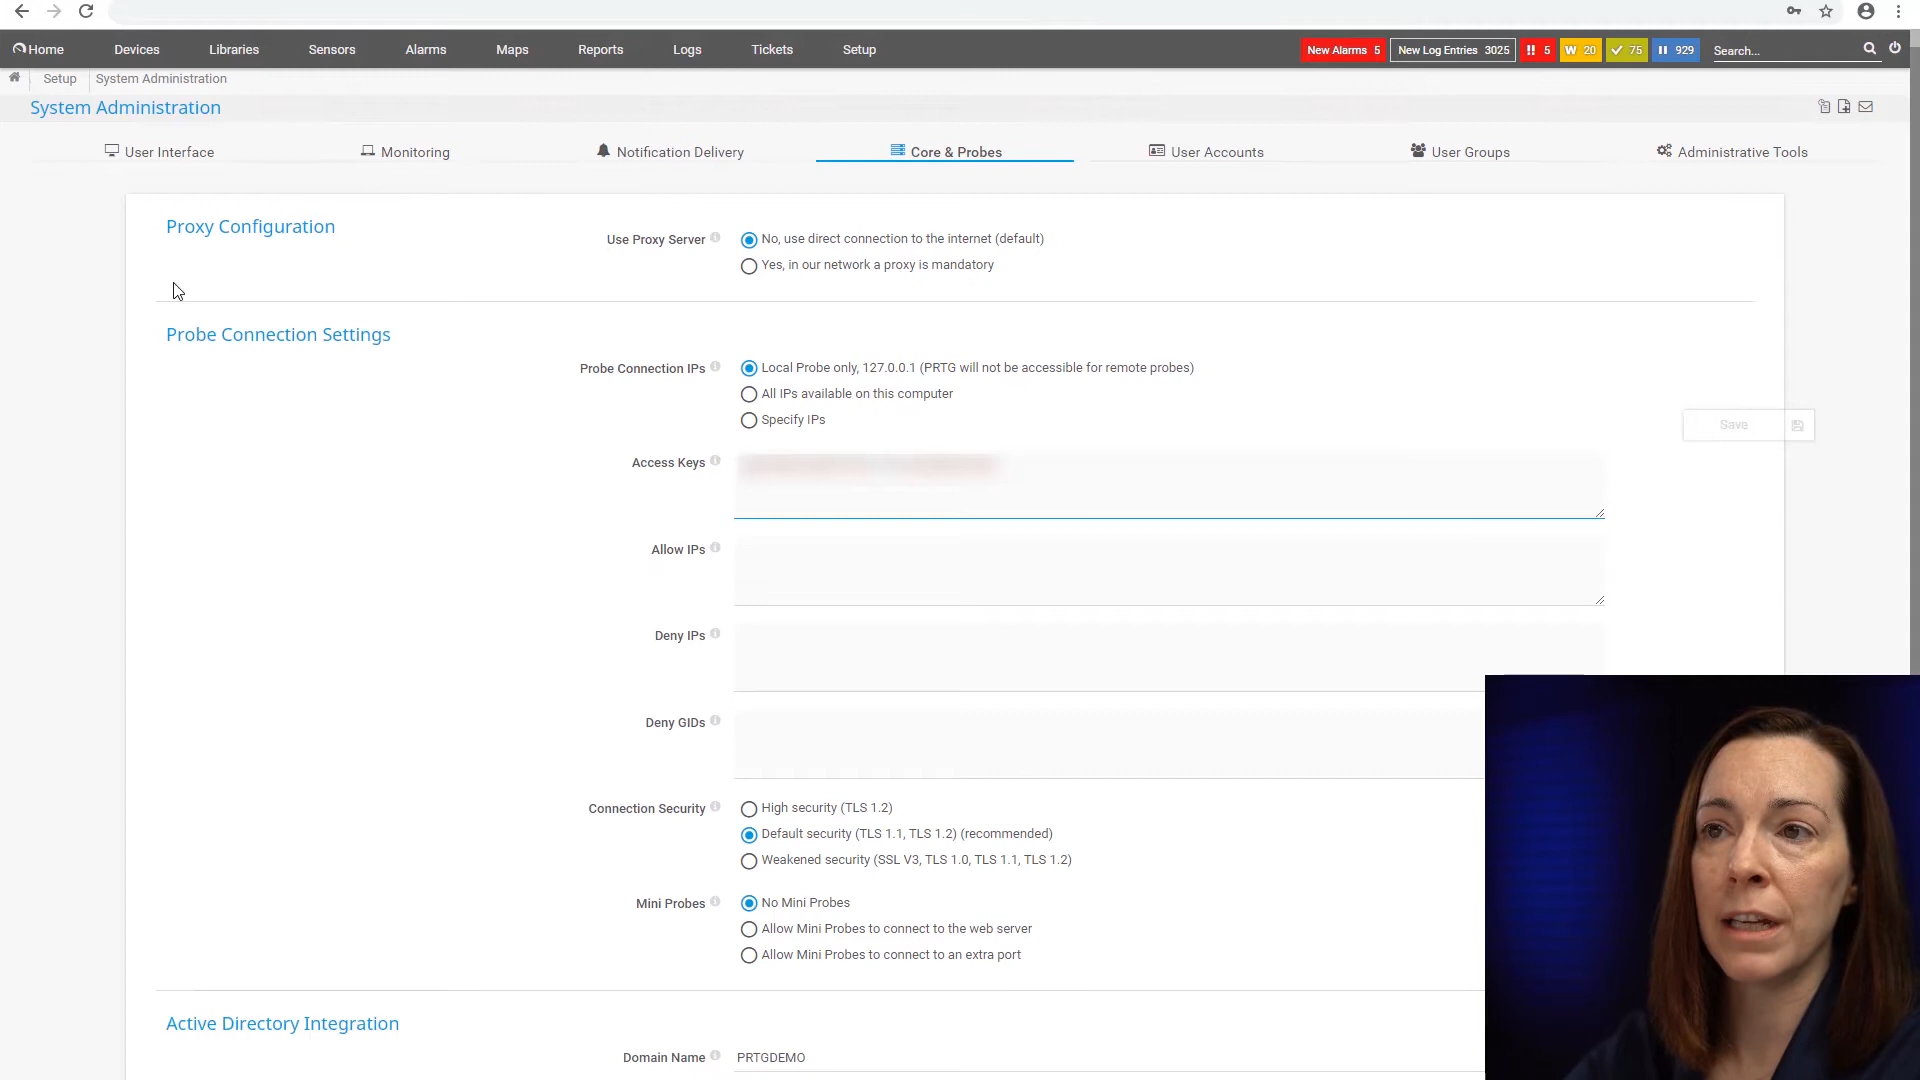 Home Devices Libraries Sensors Alarms Maps Reports Logs Tickets Setup New Alarms 5 New Log Entries 3025 !! 5 W 20 75 929 Search...
Setup System Administration
System Administration
User Interface Monitoring Notification Delivery Core & Probes User Accounts User Groups Administrative Tools
Proxy Configuration
Use Proxy Server No, use direct connection to the internet (default)
Yes, in our network a proxy is mandatory
Probe Connection Settings
Probe Connection IPs Local Probe only, 127.0.0.1 (PRTG will not be accessible for remote probes)
All IPs available on this computer
Specify IPs
Save
Access Keys
Allow IPs
Deny IPs
Deny GIDs
Connection Security High security (TLS 1.2)
Default security (TLS 1.1, TLS 1.2) (recommended)
Weakened security (SSL V3, TLS 1.0, TLS 1.1, TLS 1.2)
Mini Probes No Mini Probes
Allow Mini Probes to connect to the web server
Allow Mini Probes to connect to an extra port
Active Directory Integration
Domain Name PRTGDEMO